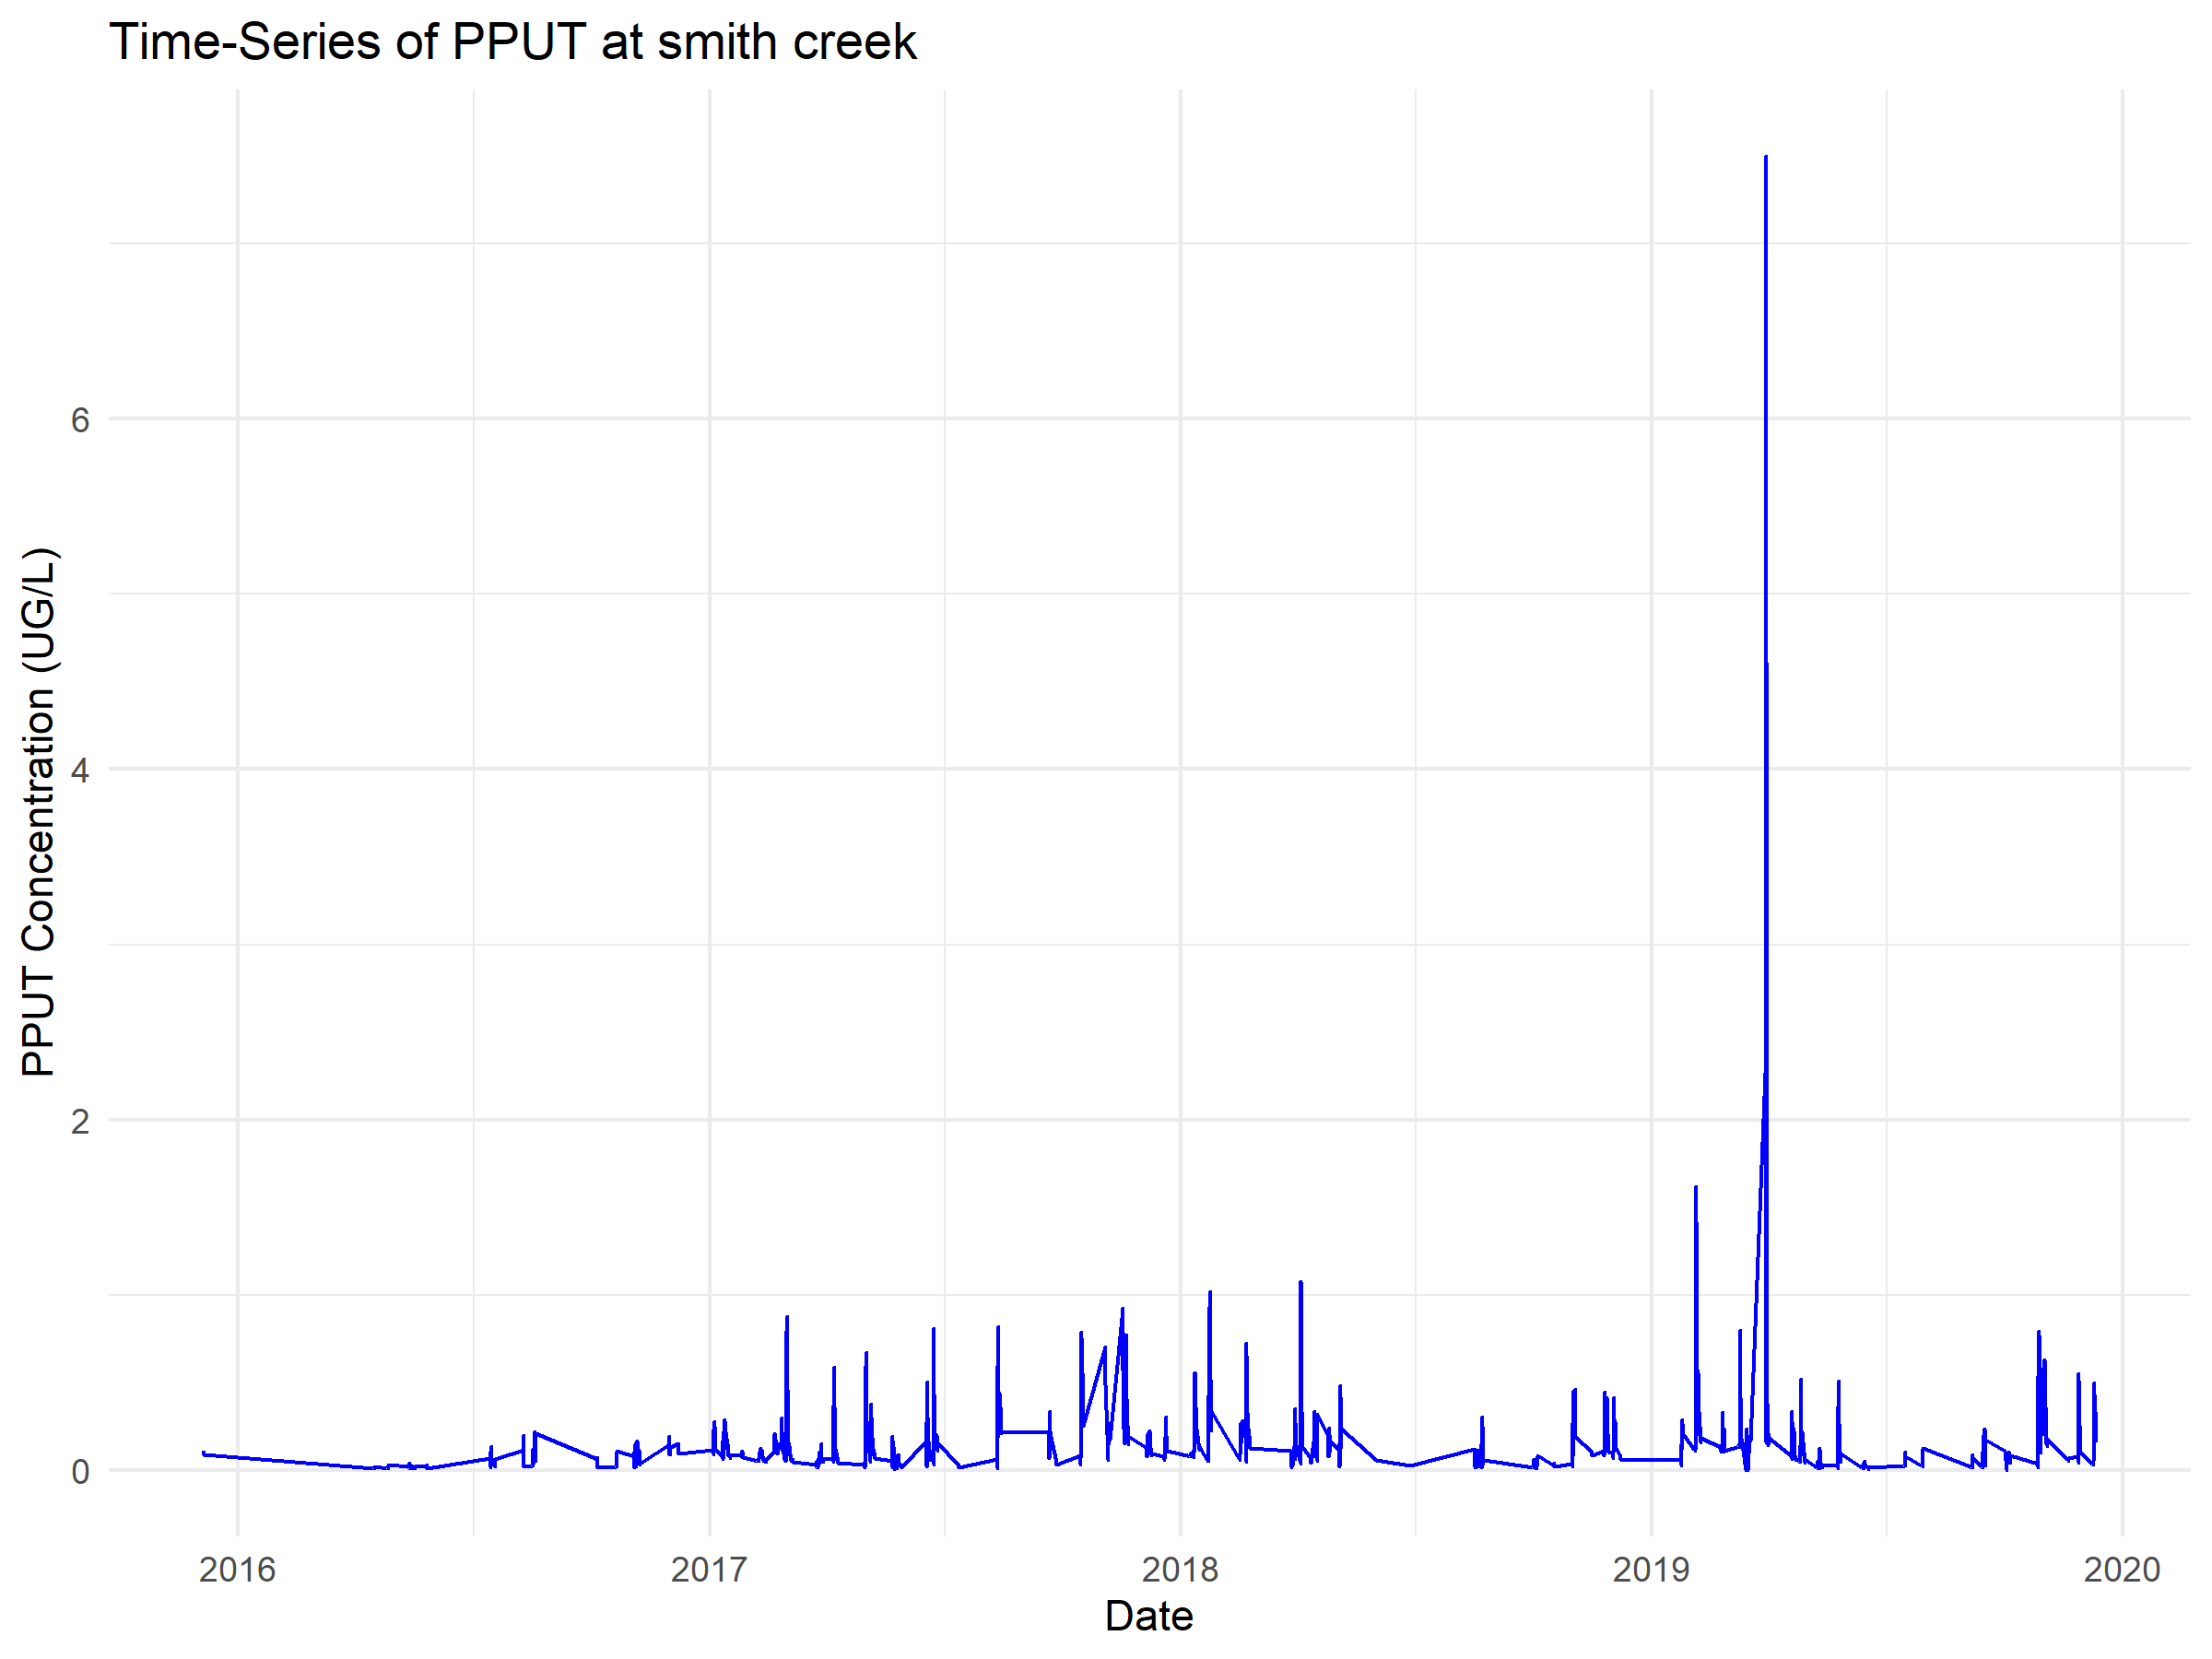 Time-Series of PPUT at smith creek
PPUT Concentration (UG/L)
6
4
2
0
2016 2017 2018 2019 2020
Date